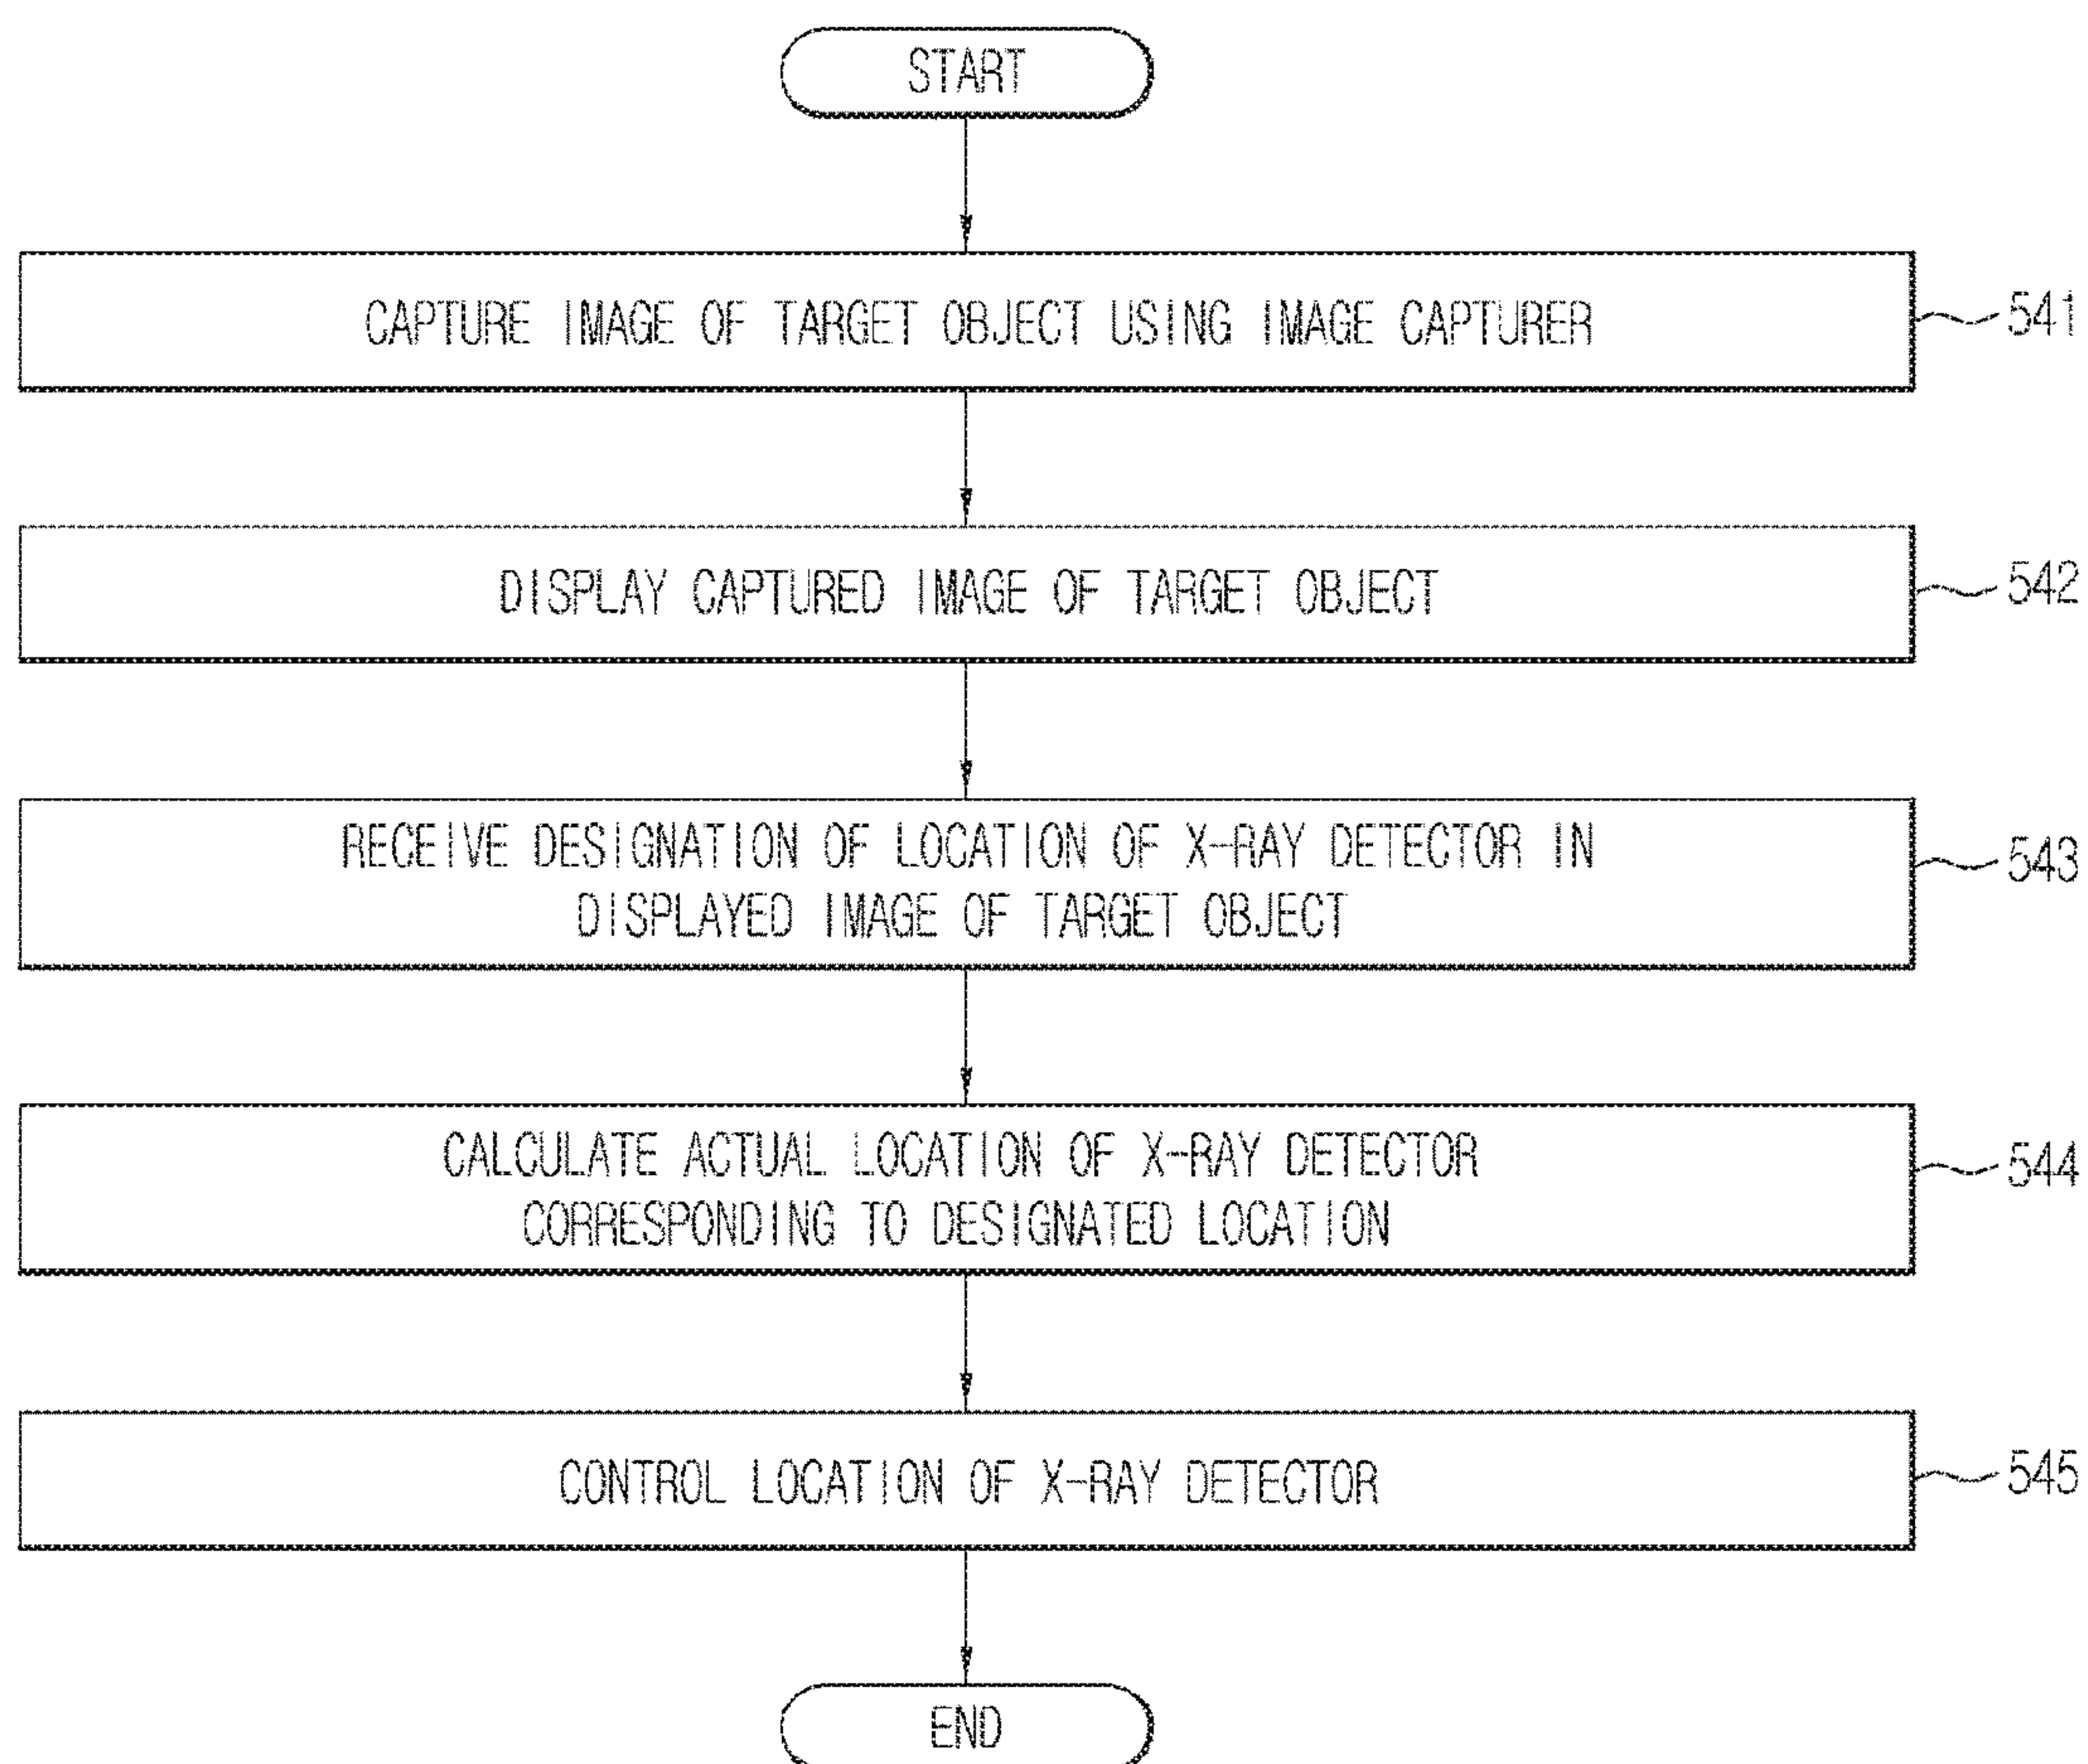 START
CAPTURE IMAGE OF TARGET OBJECT USING IMAGE CAPTURER
541
DISPLAY CAPTURED IMAGE OF TARGET OBJECT
542
RECEIVE DESIGNATION OF LOCATION OF X-RAY DETECTOR IN
DISPLAYED IMAGE OF TARGET OBJECT
543
CALCULATE ACTUAL LOCATION OF X-RAY DETECTOR
CORRESPONDING TO DESIGNATED LOCATION
544
CONTROL LOCATION OF X-RAY DETECTOR
545
END